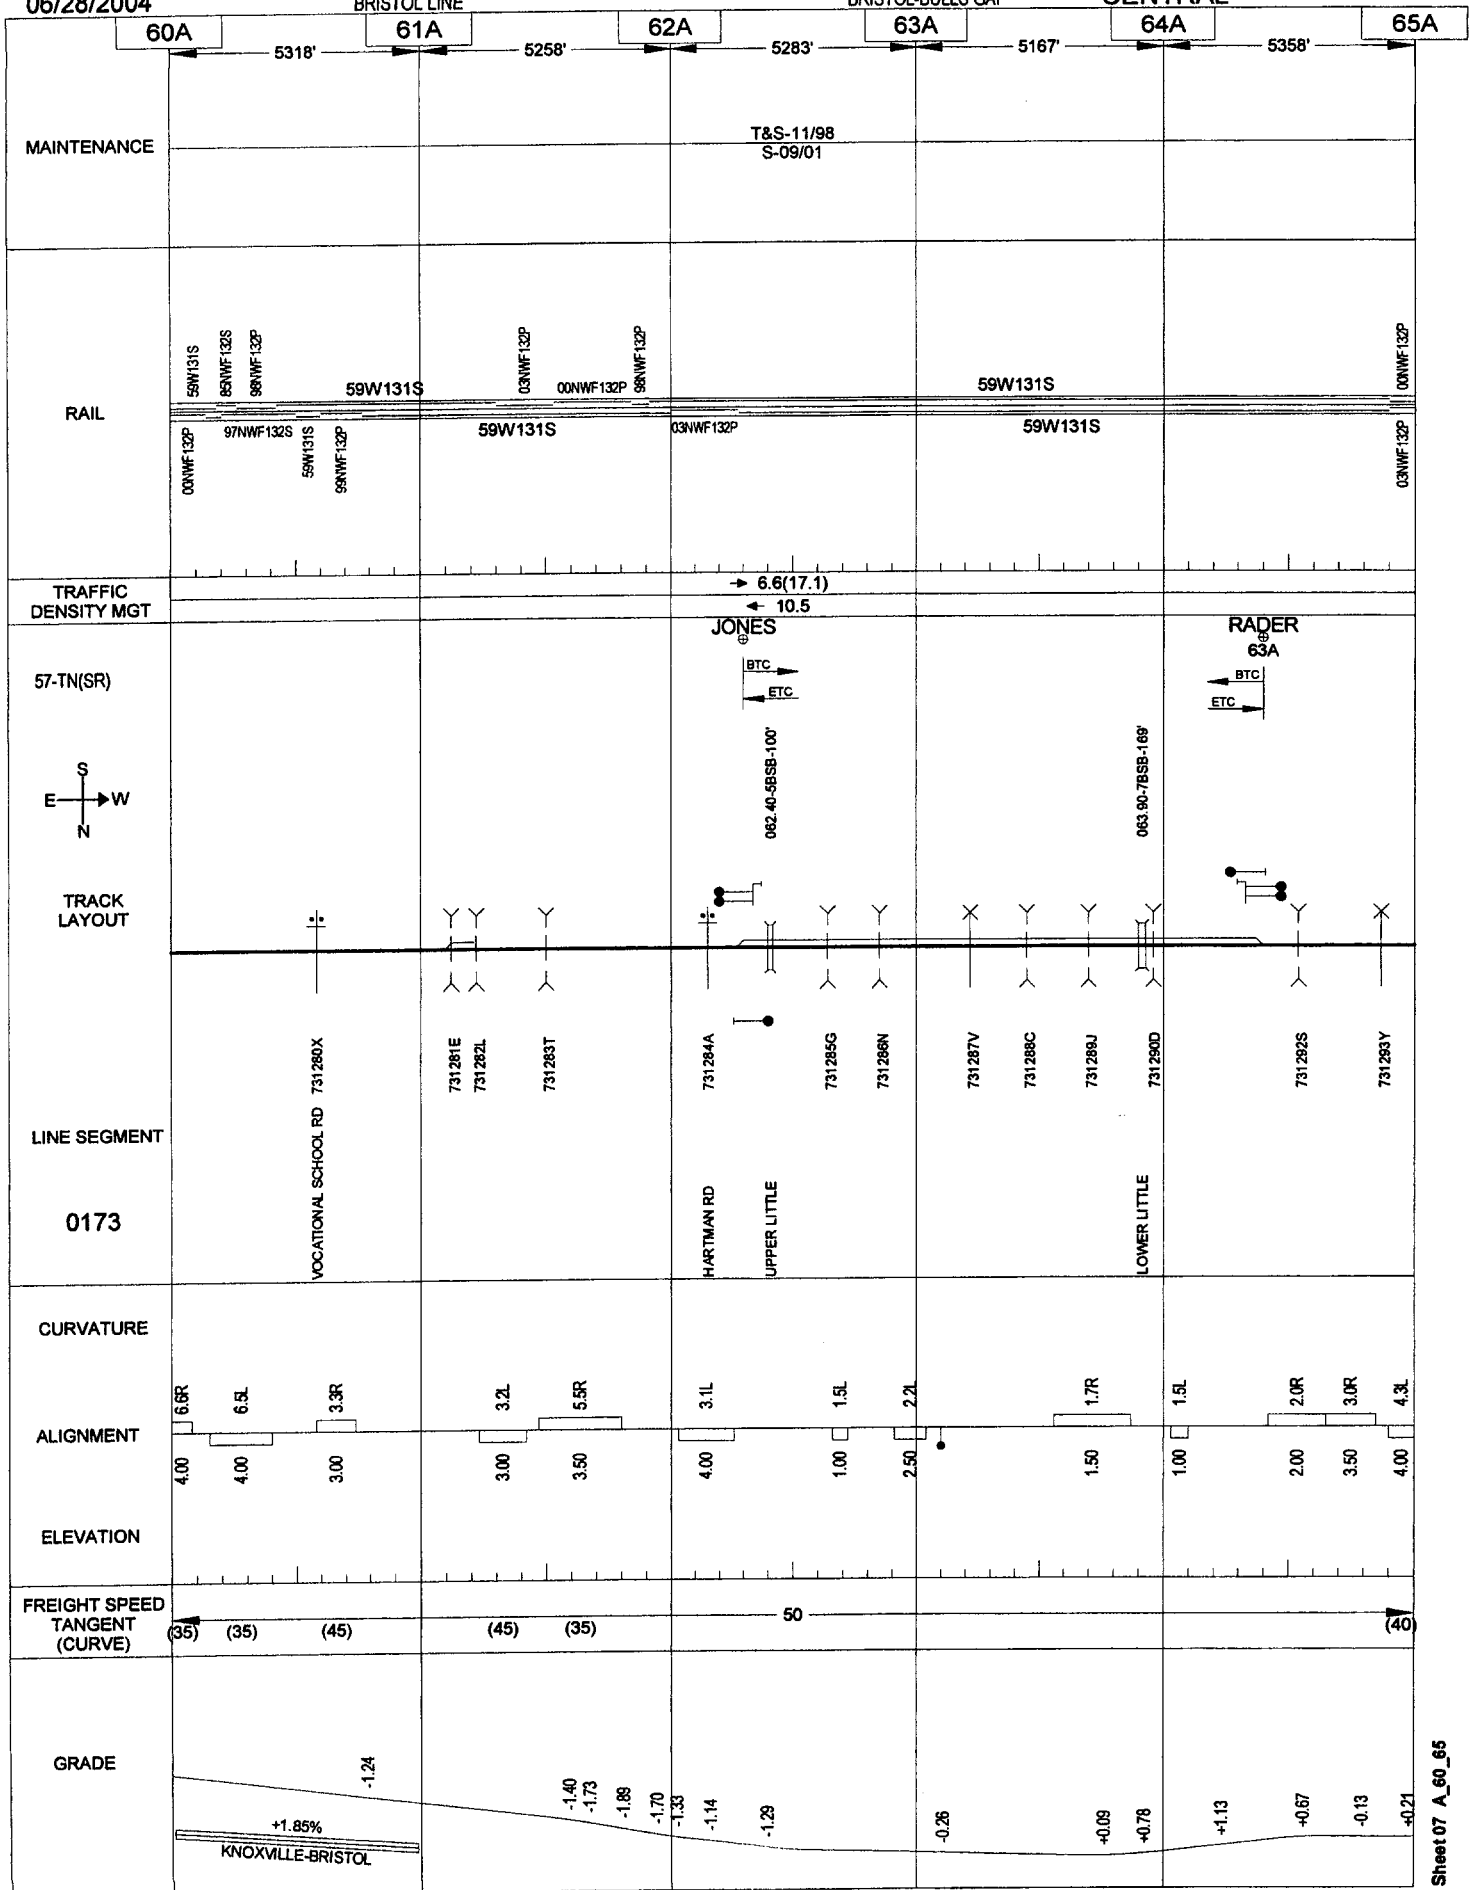 06/28/2004 BRISTOL LINE BRISTOL-BULLS GAP CENTRAL
60A 61A 62A 63A 64A 65A
5318' 5258' 5283' 5167' 5358'
MAINTENANCE
T&S-11/98
S-09/01
59W131S 85NWF132S 98NWF132P 03NWF132P 98NWF132P 00NWF132P
59W131S 00NWF132P 59W131S
RAIL
97NWF132S 59W131S 03NWF132P 59W131S
00NWF132P 59W131S 99NWF132P 03NWF132P
TRAFFIC
DENSITY MGT
6.6(17.1)
10.5
JONES RADER
63A
57-TN(SR)
BTC BTC
ETC ETC
062.40-5BSB-100' 063.90-7BSB-169'
S
E W
N
TRACK
LAYOUT
731280X 731281E 731282L 731283T 731284A 731285G 731286N 731287V 731288C 731289J 731290D 731292S 731293Y
LINE SEGMENT
0173
VOCATIONAL SCHOOL RD HARTMAN RD UPPER LITTLE LOWER LITTLE
CURVATURE
6.6R 6.5L 3.3R 3.2L 5.5R 3.1L 1.5L 2.2L 1.7R 1.5L 2.0R 3.0R 4.3L
ALIGNMENT
4.00 4.00 3.00 3.00 3.50 4.00 1.00 2.50 1.50 1.00 2.00 3.50 4.00
ELEVATION
FREIGHT SPEED
TANGENT
(CURVE)
50
(35) (35) (45) (45) (35) (40)
GRADE
-1.24 -1.40 -1.73 -1.89 -1.70 -1.33 -1.14 -1.29 -0.26 +0.09 +0.78 +1.13 +0.67 -0.13 +0.21
+1.85%
KNOXVILLE-BRISTOL
Sheet 07 A_60_65